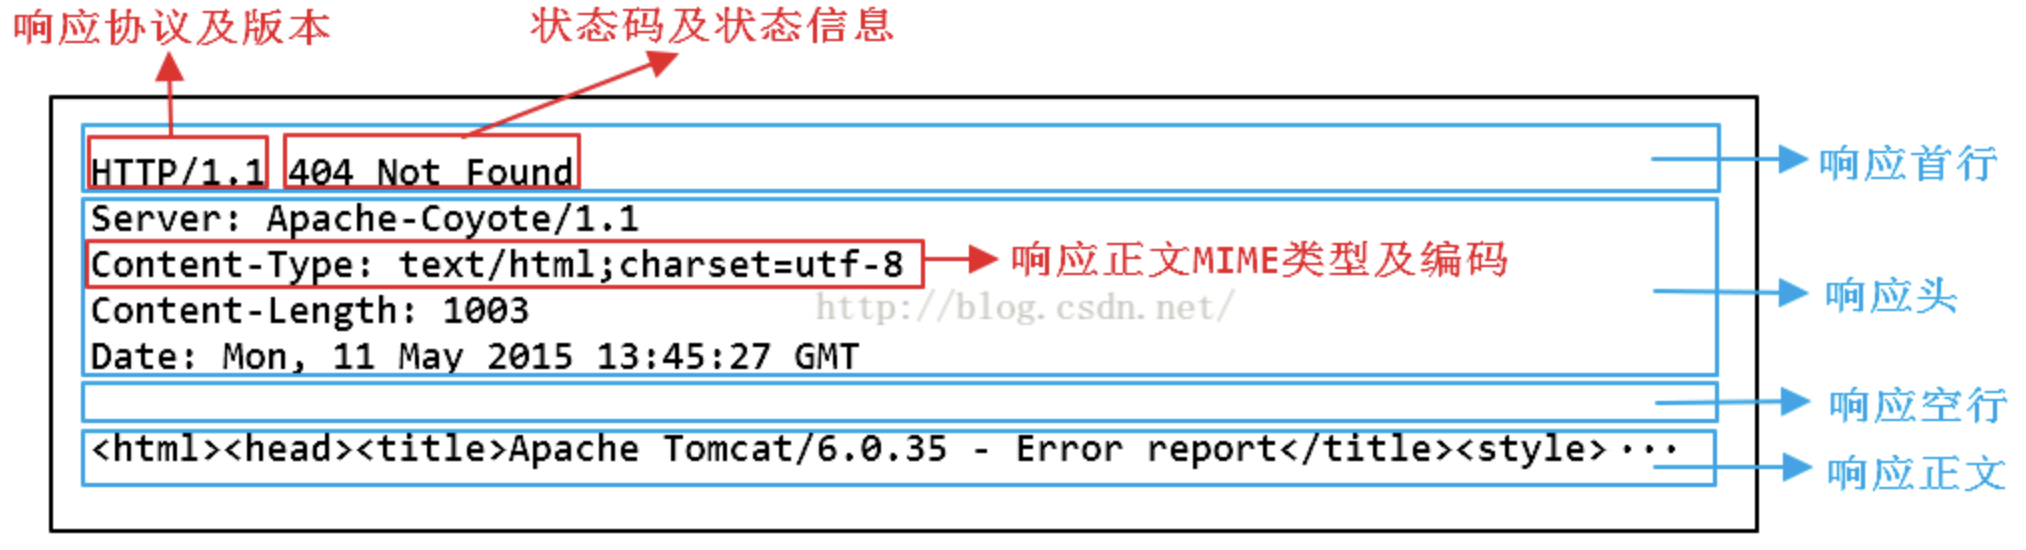 响应协议及版本
状态码及状态信息
HTTP/1.1 404 Not Found
响应首行
Server: Apache-Coyote/1.1
Content-Type: text/html;charset=utf-8
响应正文MIME类型及编码
Content-Length: 1003
http://blog.csdn.net/
响应头
Date: Mon, 11 May 2015 13:45:27 GMT
响应空行
<html><head><title>Apache Tomcat/6.0.35 - Error report</title><style>···
响应正文